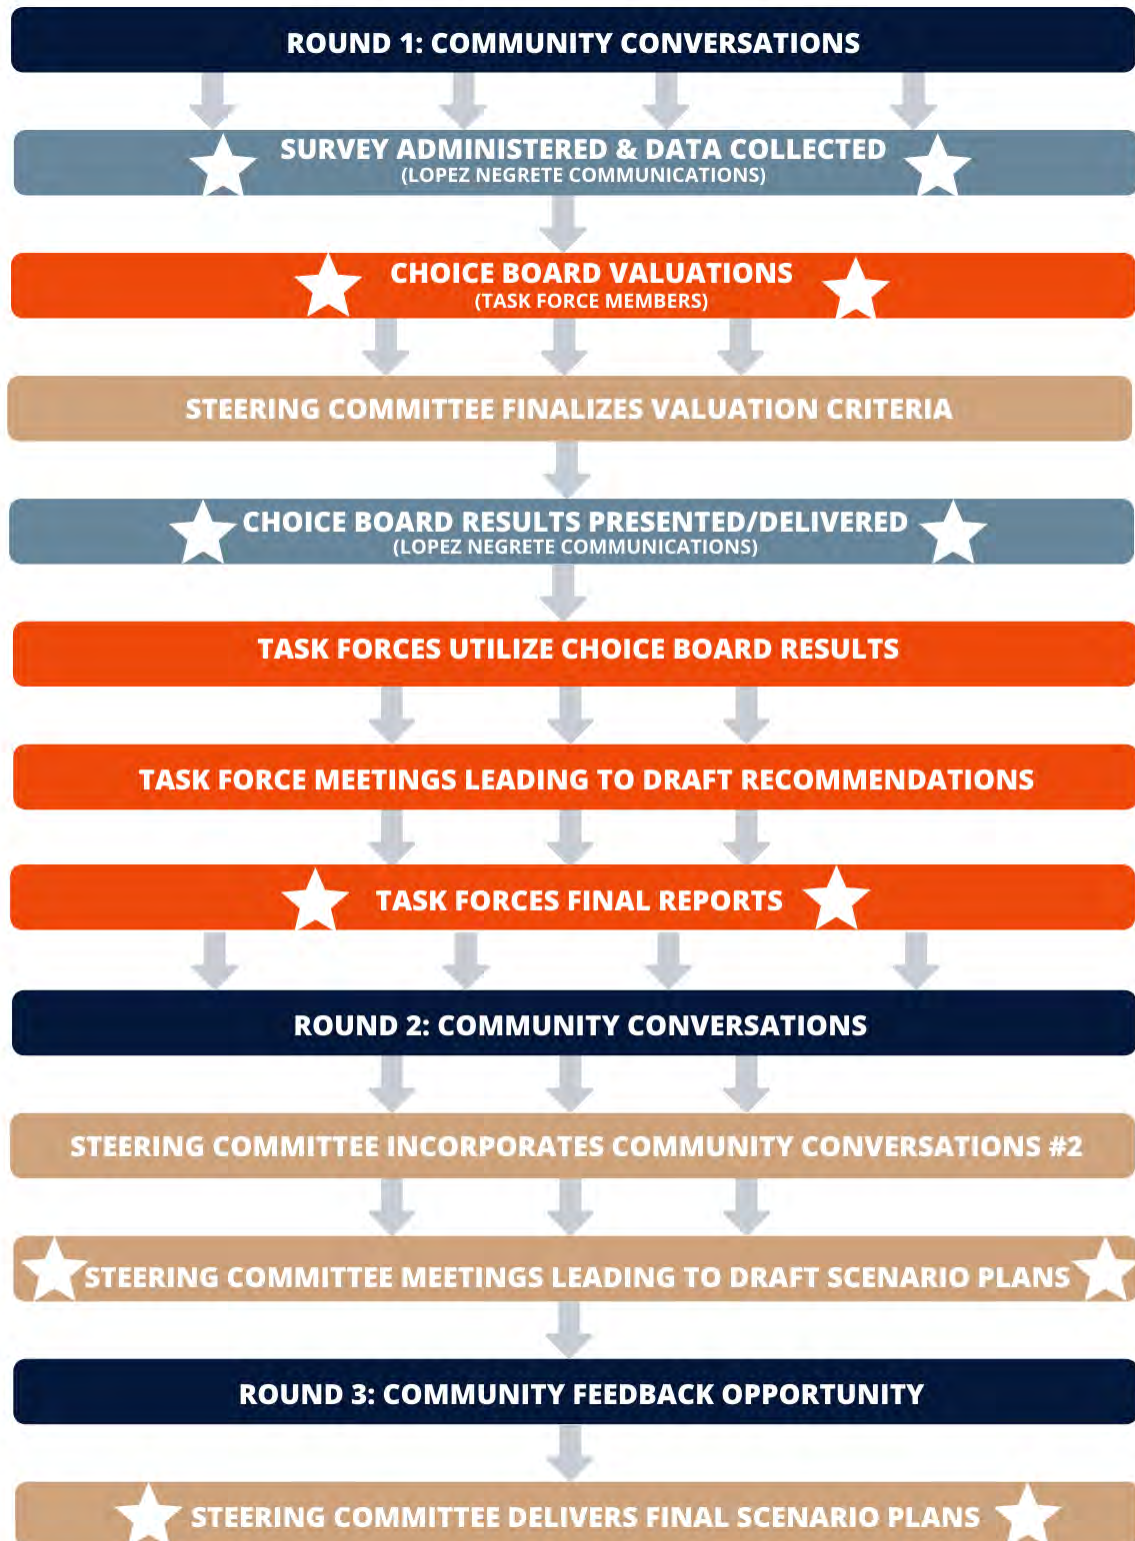 ROUND 1: COMMUNITY CONVERSATIONS
SURVEY ADMINISTERED & DATA COLLECTED
(LOPEZ NEGRETE COMMUNICATIONS)
CHOICE BOARD VALUATIONS
(TASK FORCE MEMBERS)
STEERING COMMITTEE FINALIZES VALUATION CRITERIA
CHOICE BOARD RESULTS PRESENTED/DELIVERED
(LOPEZ NEGRETE COMMUNICATIONS)
TASK FORCES UTILIZE CHOICE BOARD RESULTS
TASK FORCE MEETINGS LEADING TO DRAFT RECOMMENDATIONS
TASK FORCES FINAL REPORTS
ROUND 2: COMMUNITY CONVERSATIONS
STEERING COMMITTEE INCORPORATES COMMUNITY CONVERSATIONS #2
STEERING COMMITTEE MEETINGS LEADING TO DRAFT SCENARIO PLANS
ROUND 3: COMMUNITY FEEDBACK OPPORTUNITY
STEERING COMMITTEE DELIVERS FINAL SCENARIO PLANS